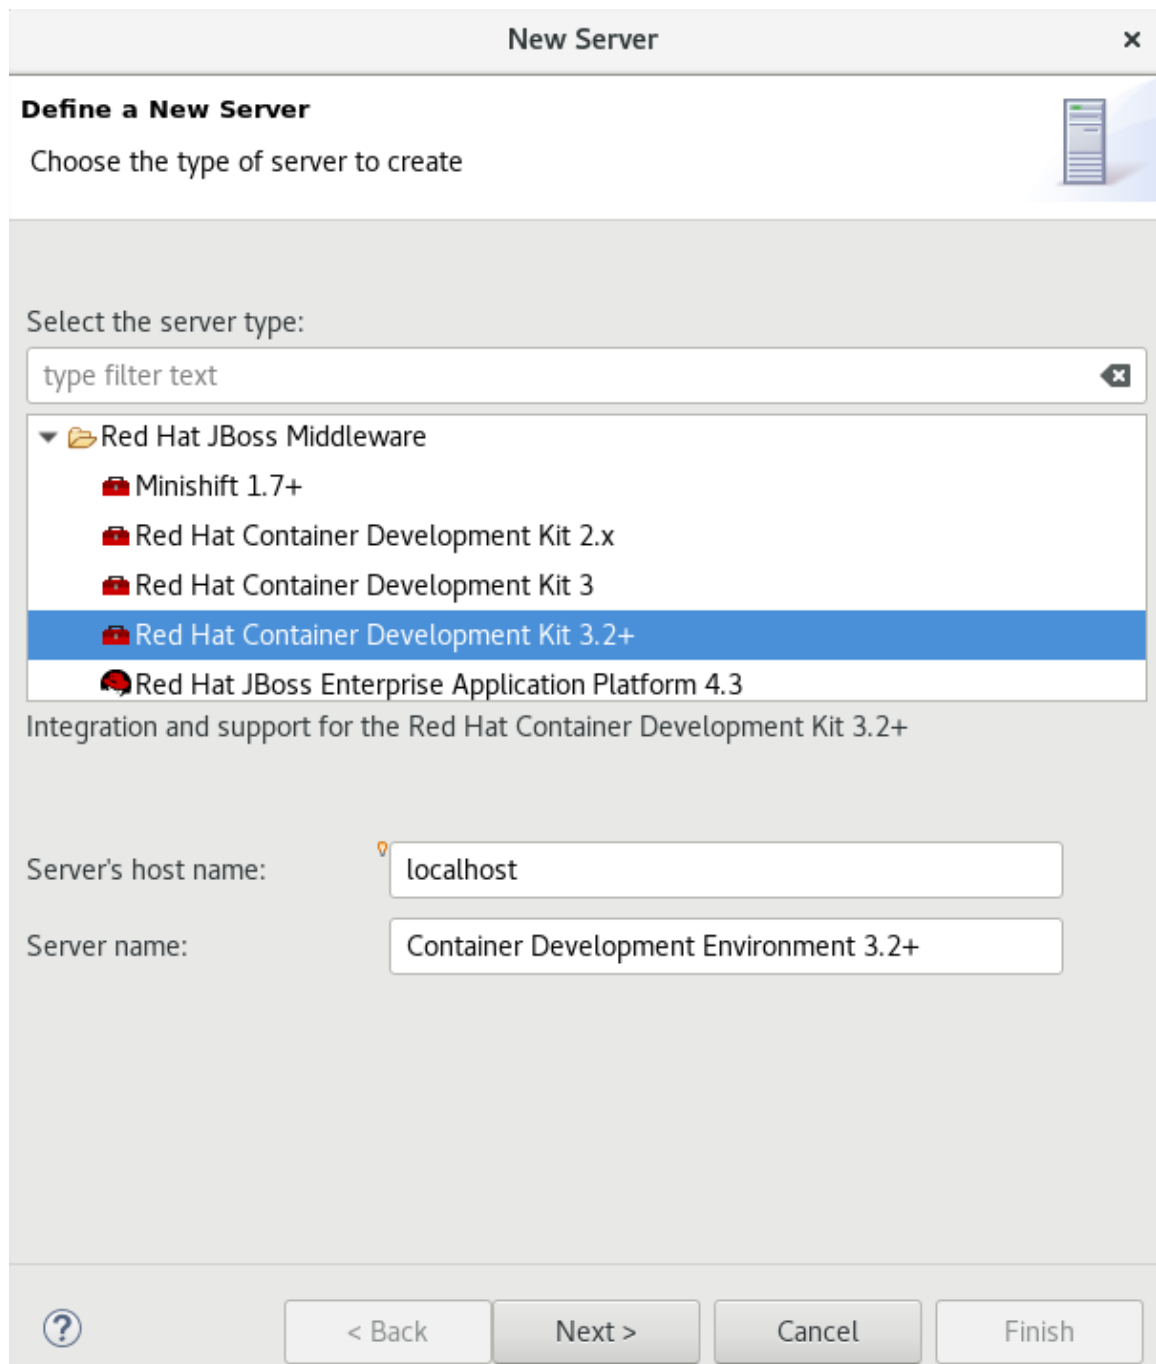 New Server
Define a New Server
Choose the type of server to create
Select the server type:
type filter text
Red Hat JBoss Middleware
Minishift 1.7+
Red Hat Container Development Kit 2.x
Red Hat Container Development Kit 3
Red Hat Container Development Kit 3.2+
Red Hat JBoss Enterprise Application Platform 4.3
Integration and support for the Red Hat Container Development Kit 3.2+
Server's host name: localhost
Server name: Container Development Environment 3.2+
? < Back Next > Cancel Finish